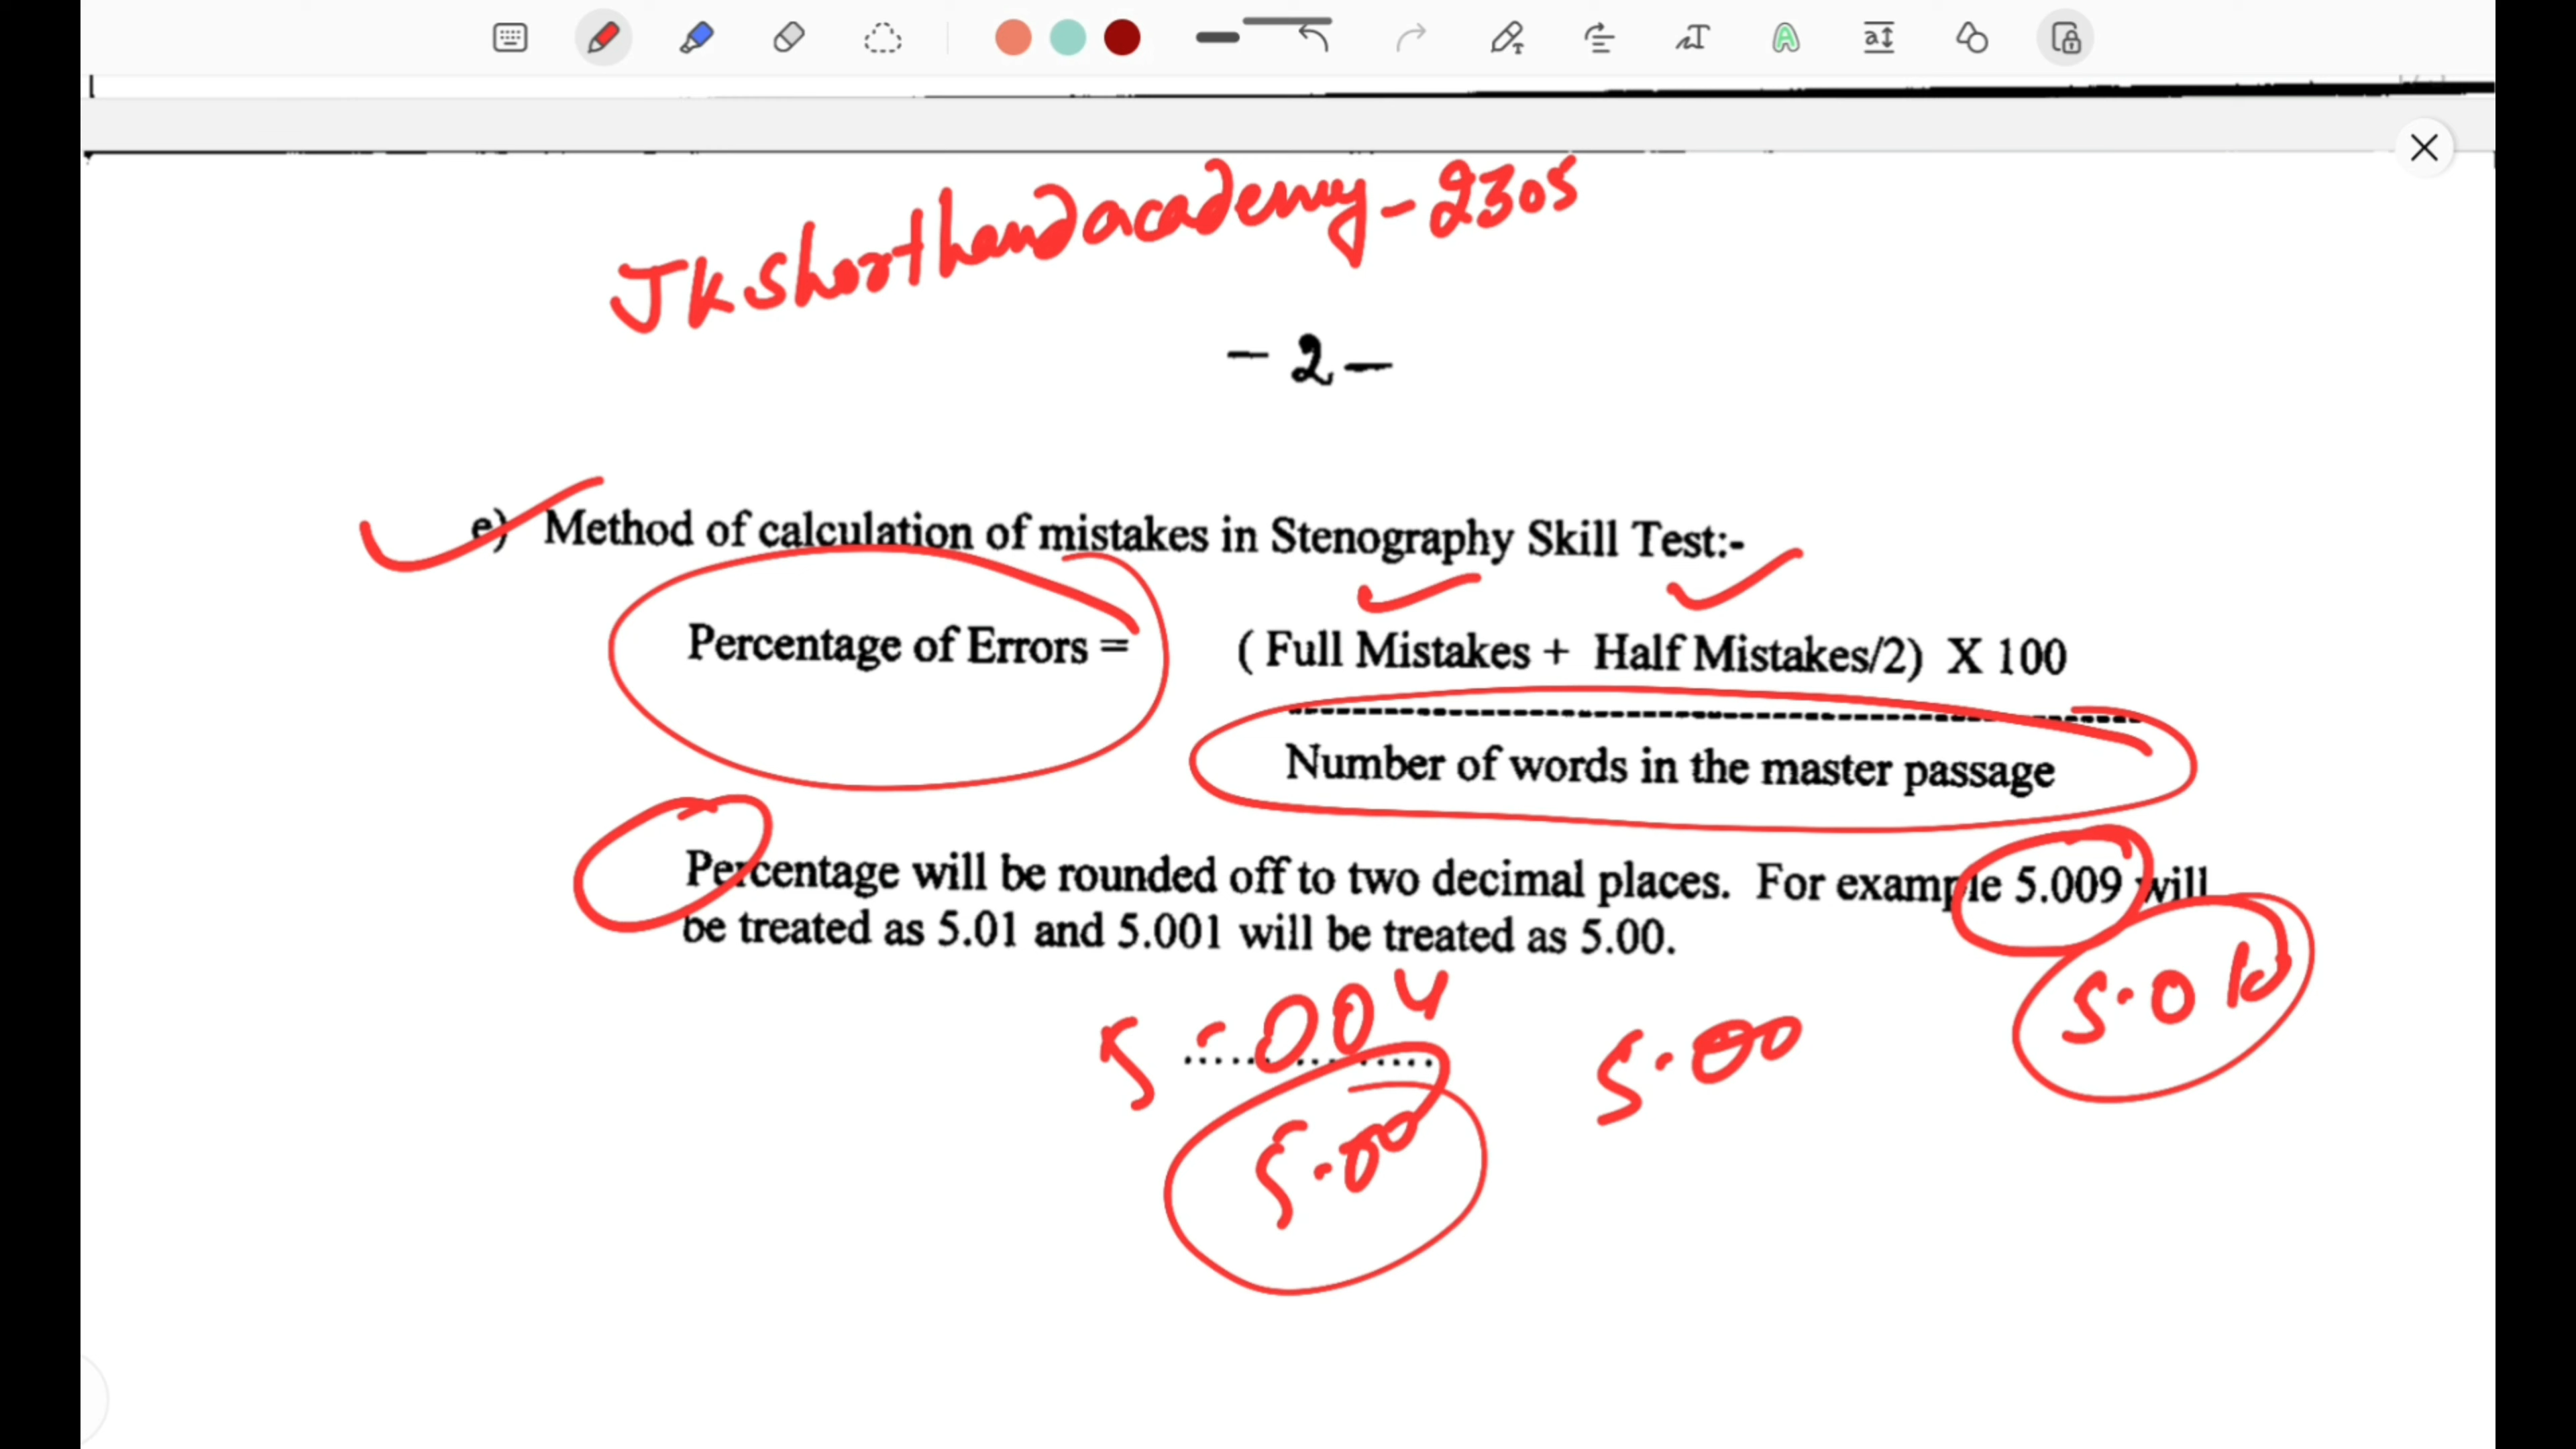 Jkshorthandacademy-2305
- 2 -
e) Method of calculation of mistakes in Stenography Skill Test:-
Percentage of Errors = ( Full Mistakes + Half Mistakes/2) X 100
Number of words in the master passage
Percentage will be rounded off to two decimal places. For example 5.009 will
be treated as 5.01 and 5.001 will be treated as 5.00.
5.004
5.00
5.00